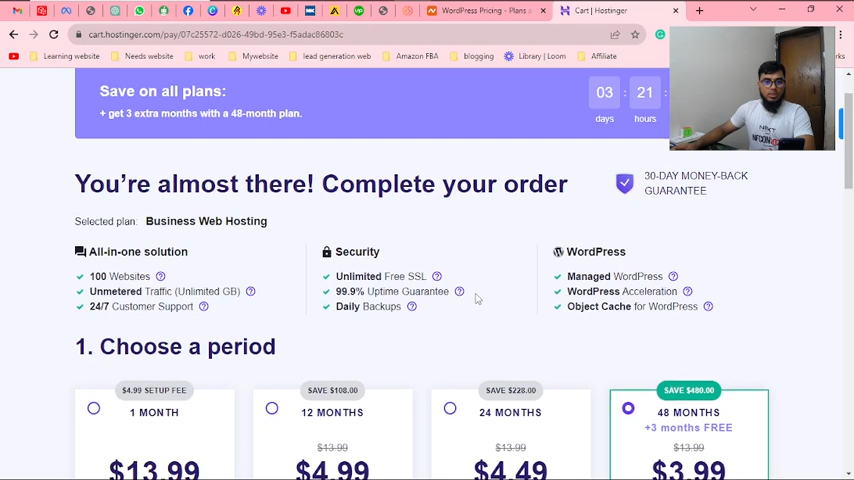 WordPress Pricing - Plans a
Cart | Hostinger
cart.hostinger.com/pay/07c25572-d026-49bd-95e3-f5adac86803c
Learning website
Needs website
work
Mywebsite
lead generation web
Amazon FBA
blogging
Library | Loom
Affiliate
Save on all plans:
+ get 3 extra months with a 48-month plan.
03 : 21 :
days hours
You're almost there! Complete your order
30-DAY MONEY-BACK
GUARANTEE
Selected plan: Business Web Hosting
All-in-one solution
100 Websites
Unmetered Traffic (Unlimited GB)
24/7 Customer Support
Security
Unlimited Free SSL
99.9% Uptime Guarantee
Daily Backups
WordPress
Managed WordPress
WordPress Acceleration
Object Cache for WordPress
1. Choose a period
$4.99 SETUP FEE
1 MONTH
$13.99
SAVE $108.00
12 MONTHS
$13.99
$4.99
SAVE $228.00
24 MONTHS
$13.99
$4.49
SAVE $480.00
48 MONTHS
+3 months FREE
$13.99
$3.99